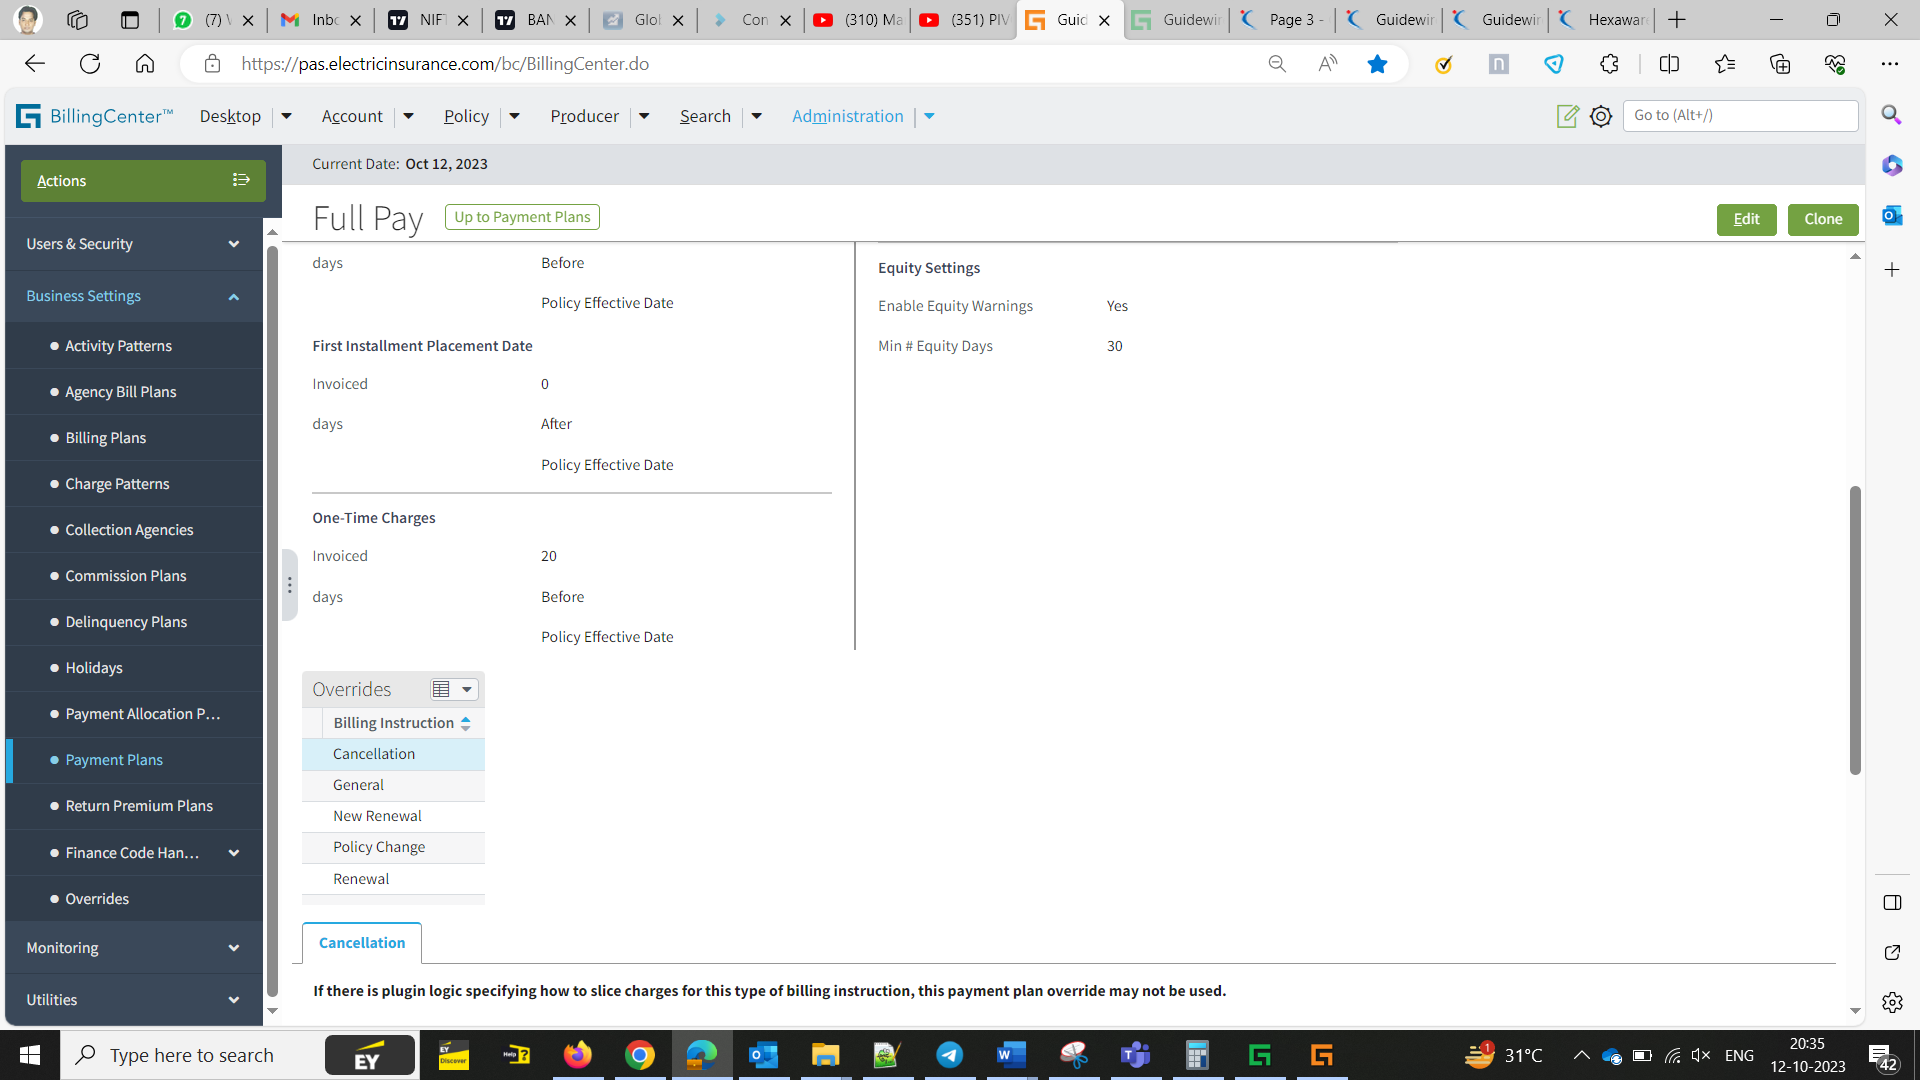 (7) W
Inbo
NIFT
BAN
Glob
Con
(310) Ma
(351) PIV
Guid
Guidewir
Page 3 -
Guidewir
Guidewir
Hexawar
https://pas.electricinsurance.com/bc/BillingCenter.do
BillingCenter™
Desktop
Account
Policy
Producer
Search
Administration
Go to (Alt+/)
Actions
Current Date: Oct 12, 2023
Full Pay
Up to Payment Plans
Edit
Clone
Users & Security
Business Settings
Activity Patterns
Agency Bill Plans
Billing Plans
Charge Patterns
Collection Agencies
Commission Plans
Delinquency Plans
Holidays
Payment Allocation P...
Payment Plans
Return Premium Plans
Finance Code Han...
Overrides
Monitoring
Utilities
days Before
Policy Effective Date
First Installment Placement Date
Invoiced 0
days After
Policy Effective Date
One-Time Charges
Invoiced 20
days Before
Policy Effective Date
Equity Settings
Enable Equity Warnings Yes
Min # Equity Days 30
Overrides
Billing Instruction
Cancellation
General
New Renewal
Policy Change
Renewal
Cancellation
If there is plugin logic specifying how to slice charges for this type of billing instruction, this payment plan override may not be used.
Type here to search
EY
EY
Discover
Help ?
1
31°C
ENG
20:35
12-10-2023
42